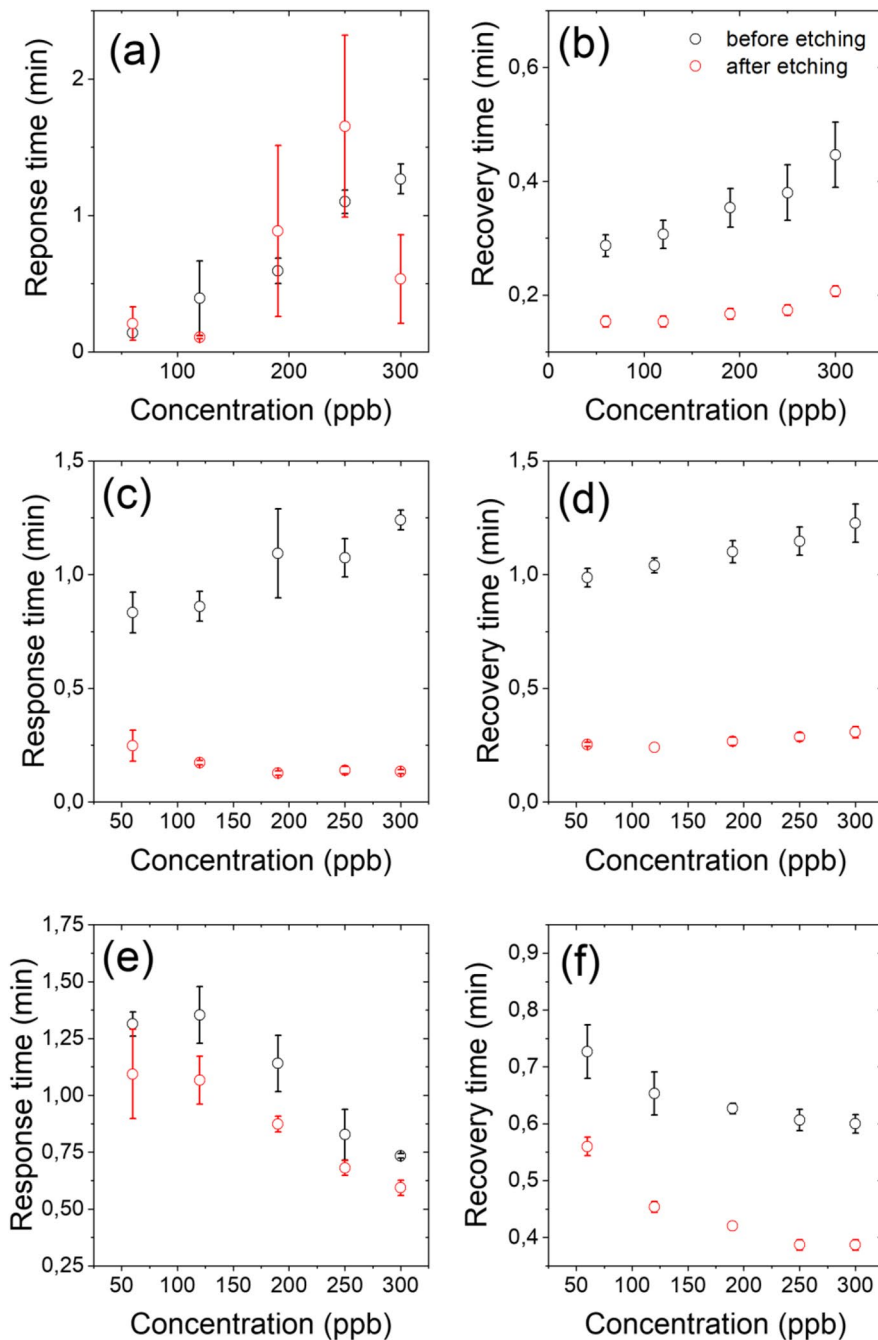 (a)
Reponse time (min)
2
1
0
100
200
300
Concentration (ppb)
(b)
before etching
after etching
Recovery time (min)
0,6
0,4
0,2
0
100
200
300
Concentration (ppb)
(c)
Response time (min)
1,5
1,0
0,5
0,0
50
100
150
200
250
300
Concentration (ppb)
(d)
Recovery time (min)
1,5
1,0
0,5
0,0
50
100
150
200
250
300
Concentration (ppb)
(e)
Response time (min)
1,75
1,50
1,25
1,00
0,75
0,50
0,25
50
100
150
200
250
300
Concentration (ppb)
(f)
Recovery time (min)
0,9
0,8
0,7
0,6
0,5
0,4
50
100
150
200
250
300
Concentration (ppb)